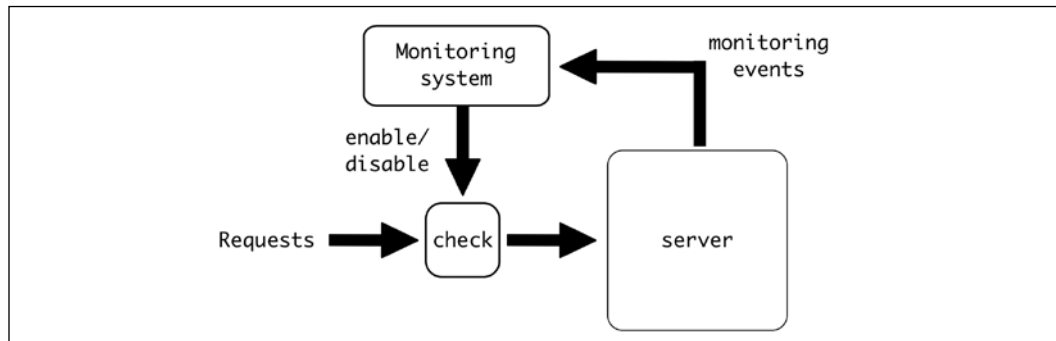 Monitoring
system
monitoring
events
enable/
disable
Requests
check
server